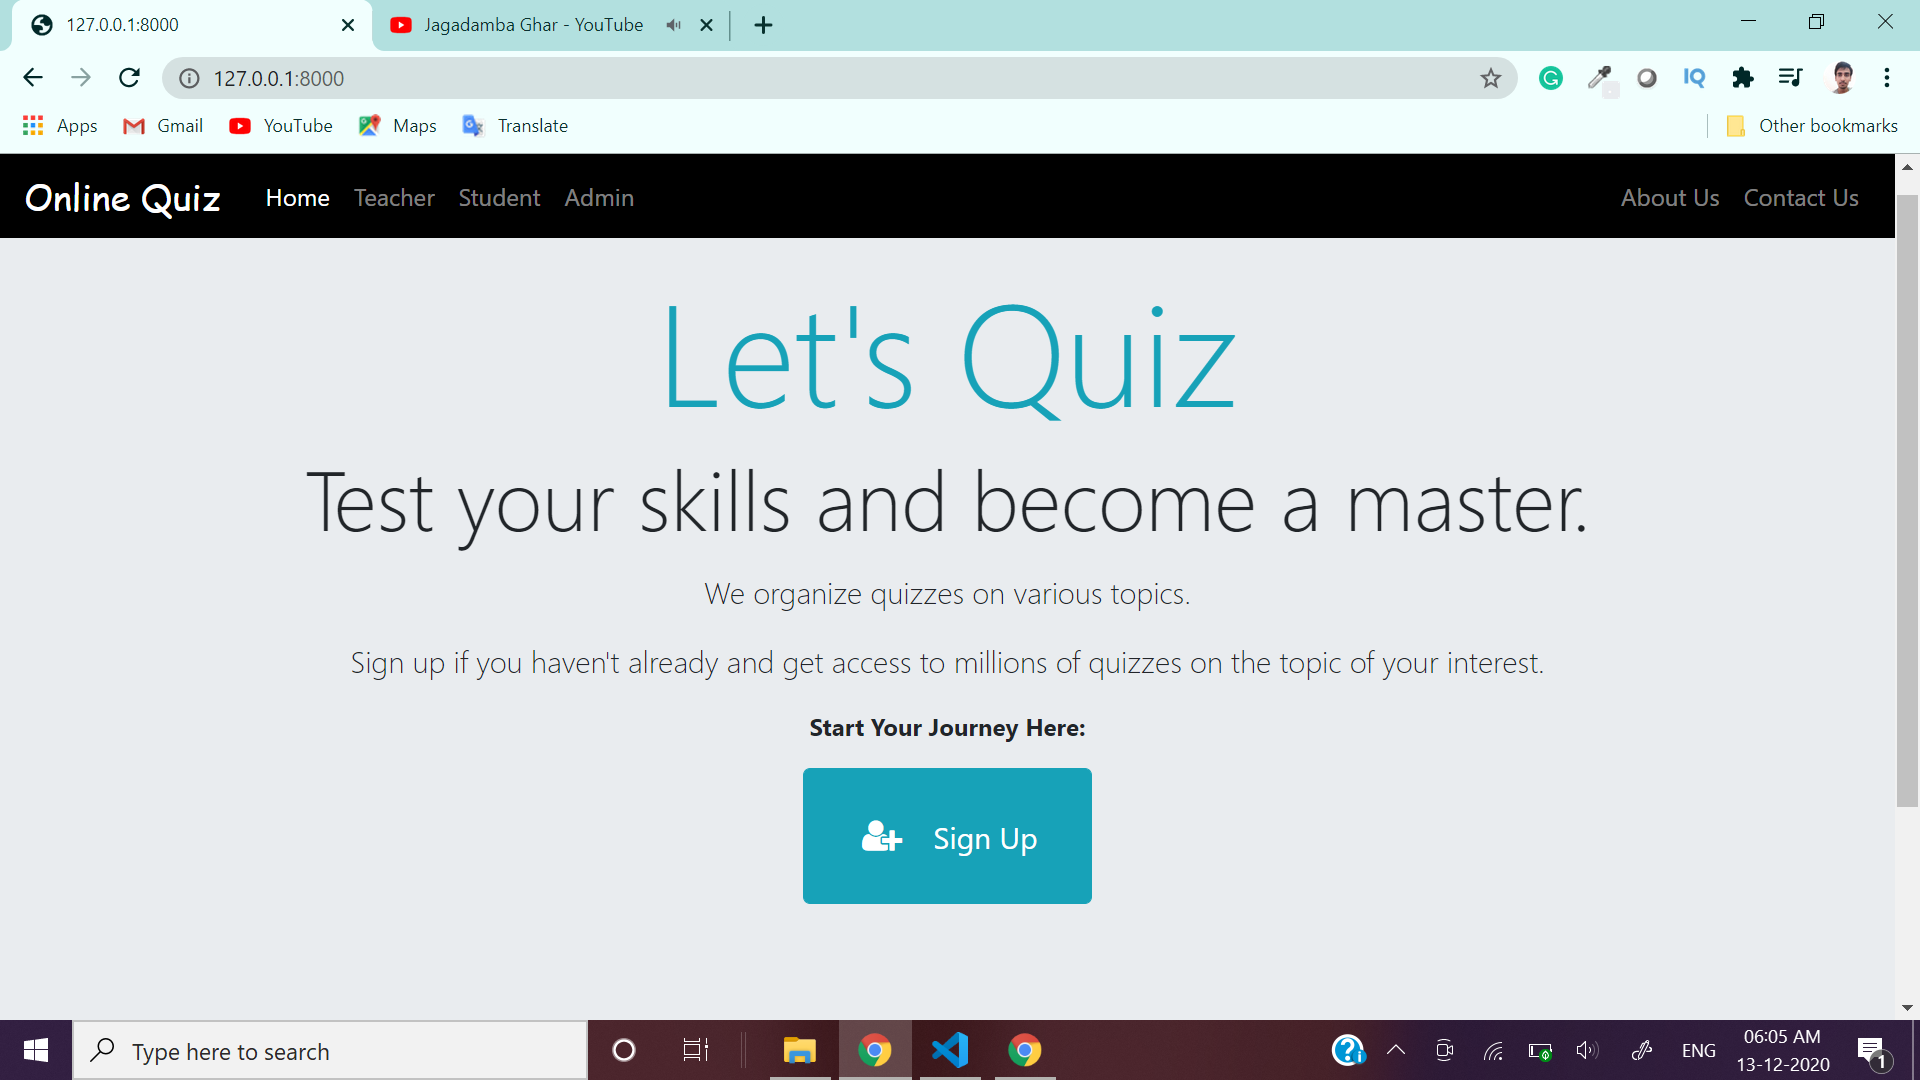 127.0.0.1:8000
Jagadamba Ghar - YouTube
127.0.0.1:8000
IQ
Apps
Gmail
YouTube
Maps
Translate
Other bookmarks
Online Quiz
Home
Teacher
Student
Admin
About Us
Contact Us
Let's Quiz
Test your skills and become a master.
We organize quizzes on various topics.
Sign up if you haven't already and get access to millions of quizzes on the topic of your interest.
Start Your Journey Here:
Sign Up
Type here to search
ENG
06:05 AM
13-12-2020
1